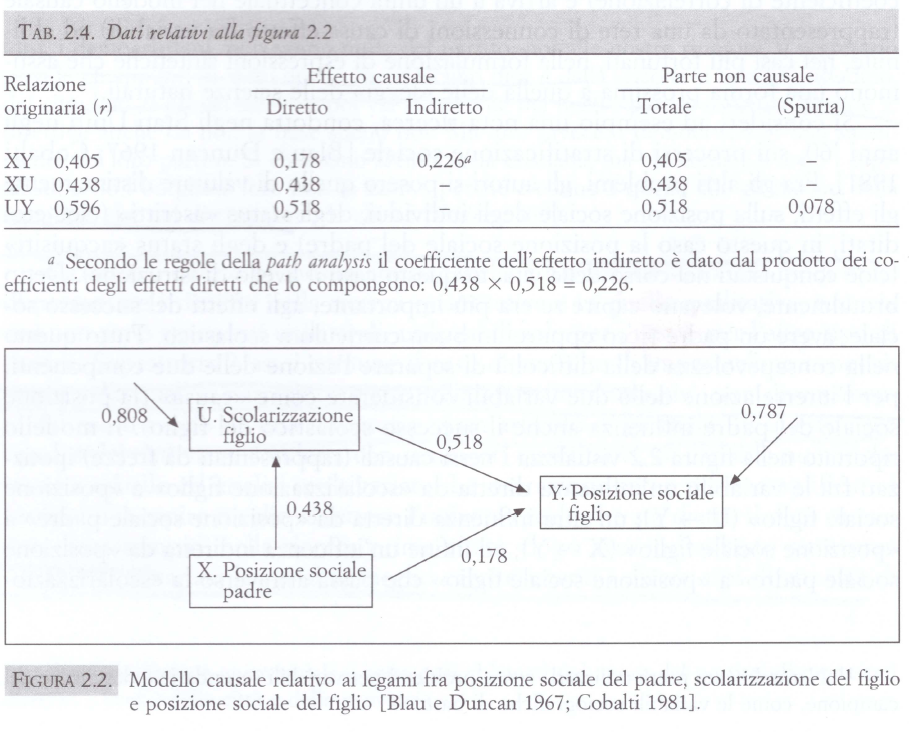 TAB. 2.4. Dati relativi alla figura 2.2
Relazione originaria (r) Effetto causale Parte non causale
Diretto Indiretto Totale (Spuria)
XY 0,405 0,178 0,226a 0,405 –
XU 0,438 0,438 – 0,438 –
UY 0,596 0,518 – 0,518 0,078
a Secondo le regole della path analysis il coefficiente dell'effetto indiretto è dato dal prodotto dei co-
efficienti degli effetti diretti che lo compongono: 0,438 × 0,518 = 0,226.
0,808
U. Scolarizzazione
figlio
0,518
0,787
Y: Posizione sociale
figlio
0,438
0,178
X. Posizione sociale
padre
FIGURA 2.2. Modello causale relativo ai legami fra posizione sociale del padre, scolarizzazione del figlio
e posizione sociale del figlio [Blau e Duncan 1967; Cobalti 1981].